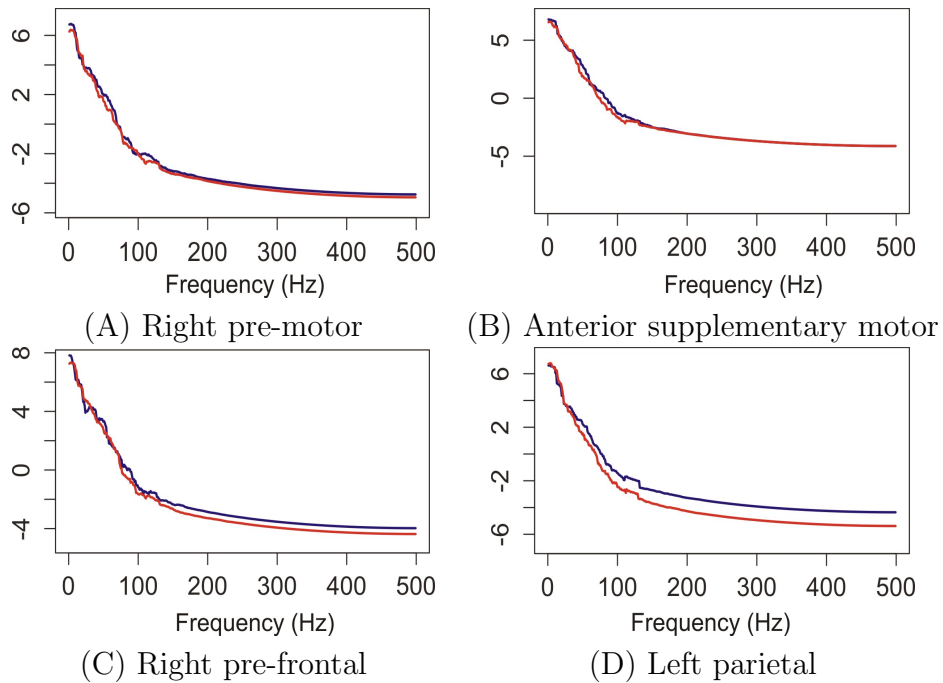 6
2
-2
-6
0 100 200 300 400 500
Frequency (Hz)
(A) Right pre-motor
5
0
-5
0 100 200 300 400 500
Frequency (Hz)
(B) Anterior supplementary motor
8
4
0
-4
0 100 200 300 400 500
Frequency (Hz)
(C) Right pre-frontal
6
2
-2
-6
0 100 200 300 400 500
Frequency (Hz)
(D) Left parietal